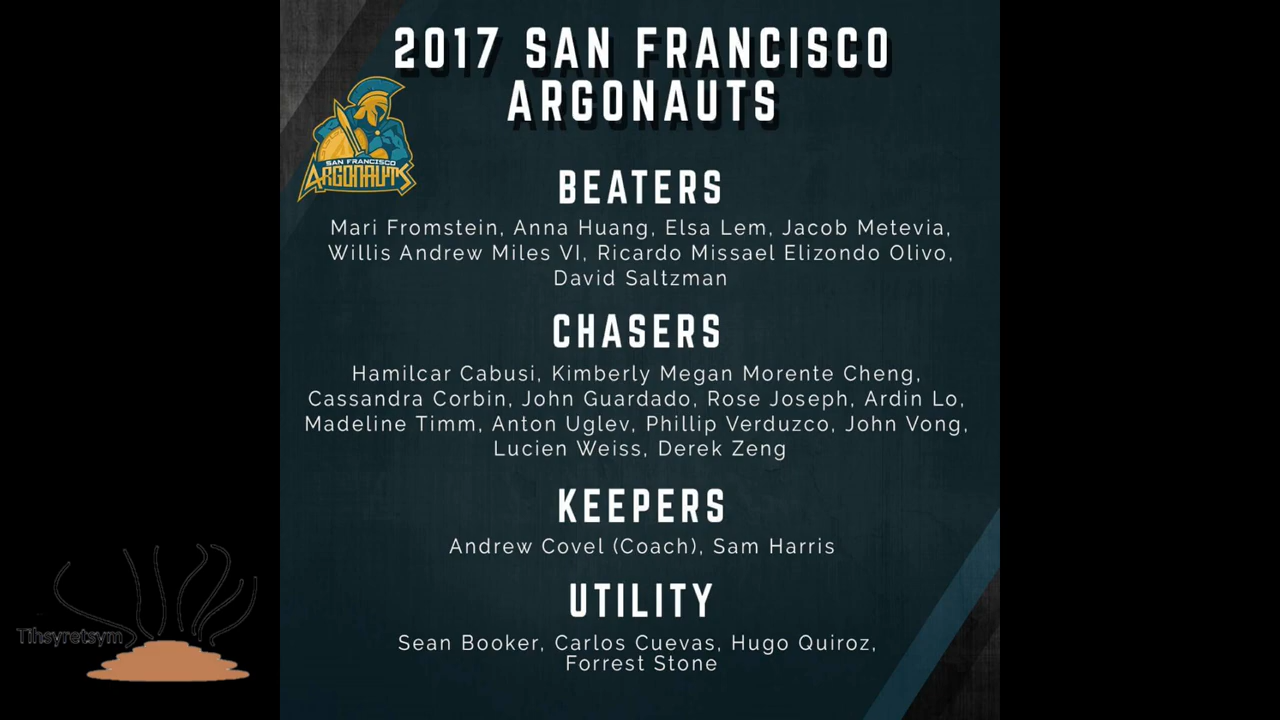 2017 SAN FRANCISCO
ARGONAUTS
SAN FRANCISCO
ARGONAUTS
BEATERS
Mari Fromstein, Anna Huang, Elsa Lem, Jacob Metevia,
Willis Andrew Miles VI, Ricardo Missael Elizondo Olivo,
David Saltzman
CHASERS
Hamilcar Cabusi, Kimberly Megan Morente Cheng,
Cassandra Corbin, John Guardado, Rose Joseph, Ardin Lo,
Madeline Timm, Anton Uglev, Phillip Verduzco, John Vong,
Lucien Weiss, Derek Zeng
KEEPERS
Andrew Covel (Coach), Sam Harris
UTILITY
Sean Booker, Carlos Cuevas, Hugo Quiroz,
Forrest Stone
Tihsyretsym